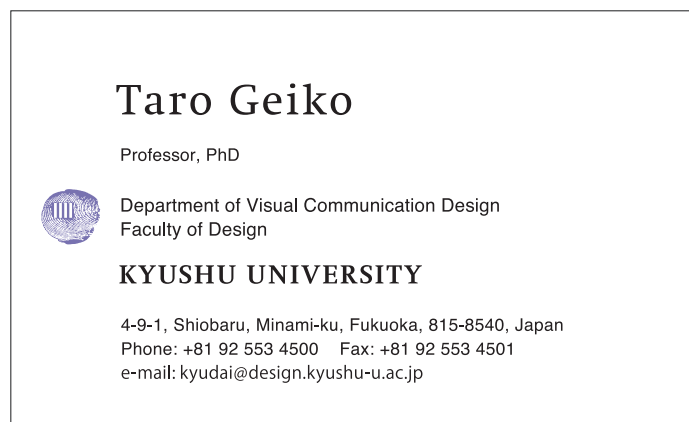 Taro Geiko
Professor, PhD
Department of Visual Communication Design
Faculty of Design
KYUSHU UNIVERSITY
4-9-1, Shiobaru, Minami-ku, Fukuoka, 815-8540, Japan
Phone: +81 92 553 4500    Fax: +81 92 553 4501
e-mail: kyudai@design.kyushu-u.ac.jp